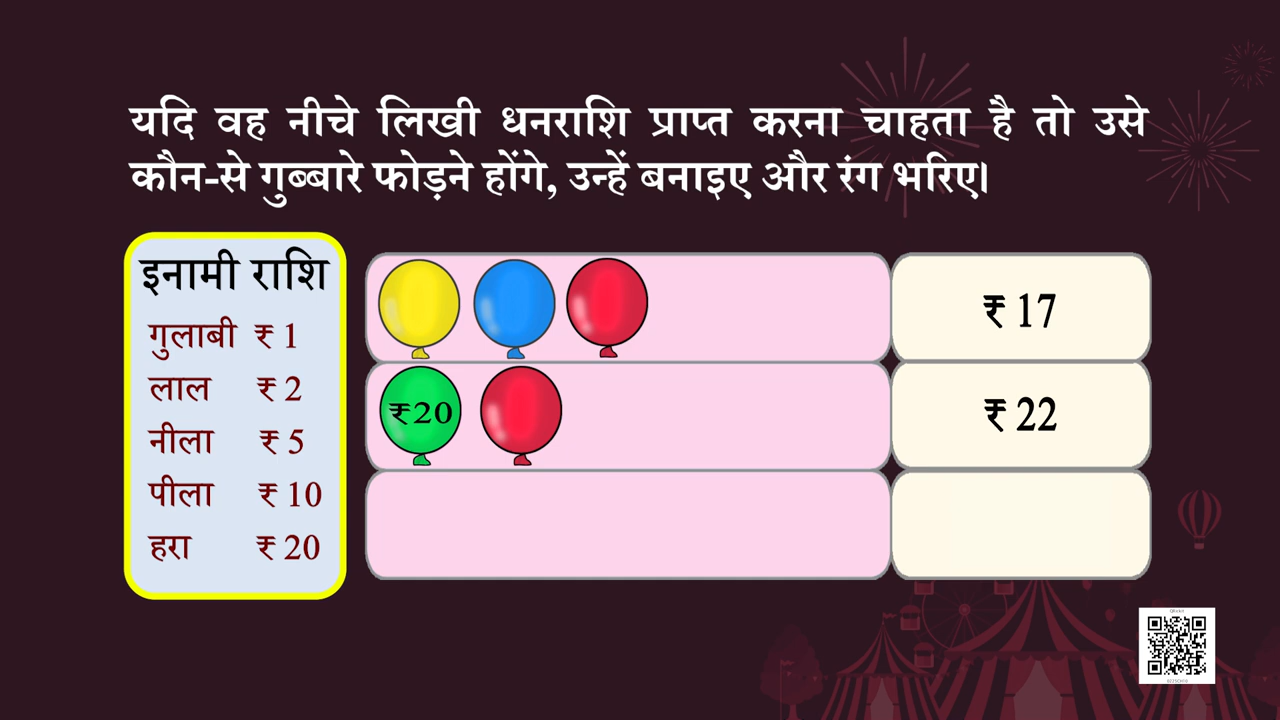 यदि वह नीचे लिखी धनराशि प्राप्त करना चाहता है तो उसे
कौन-से गुब्बारे फोड़ने होंगे, उन्हें बनाइए और रंग भरिए।
इनामी राशि
गुलाबी ₹ 1
लाल ₹ 2
नीला ₹ 5
पीला ₹ 10
हरा ₹ 20
₹ 17
₹20
₹ 22